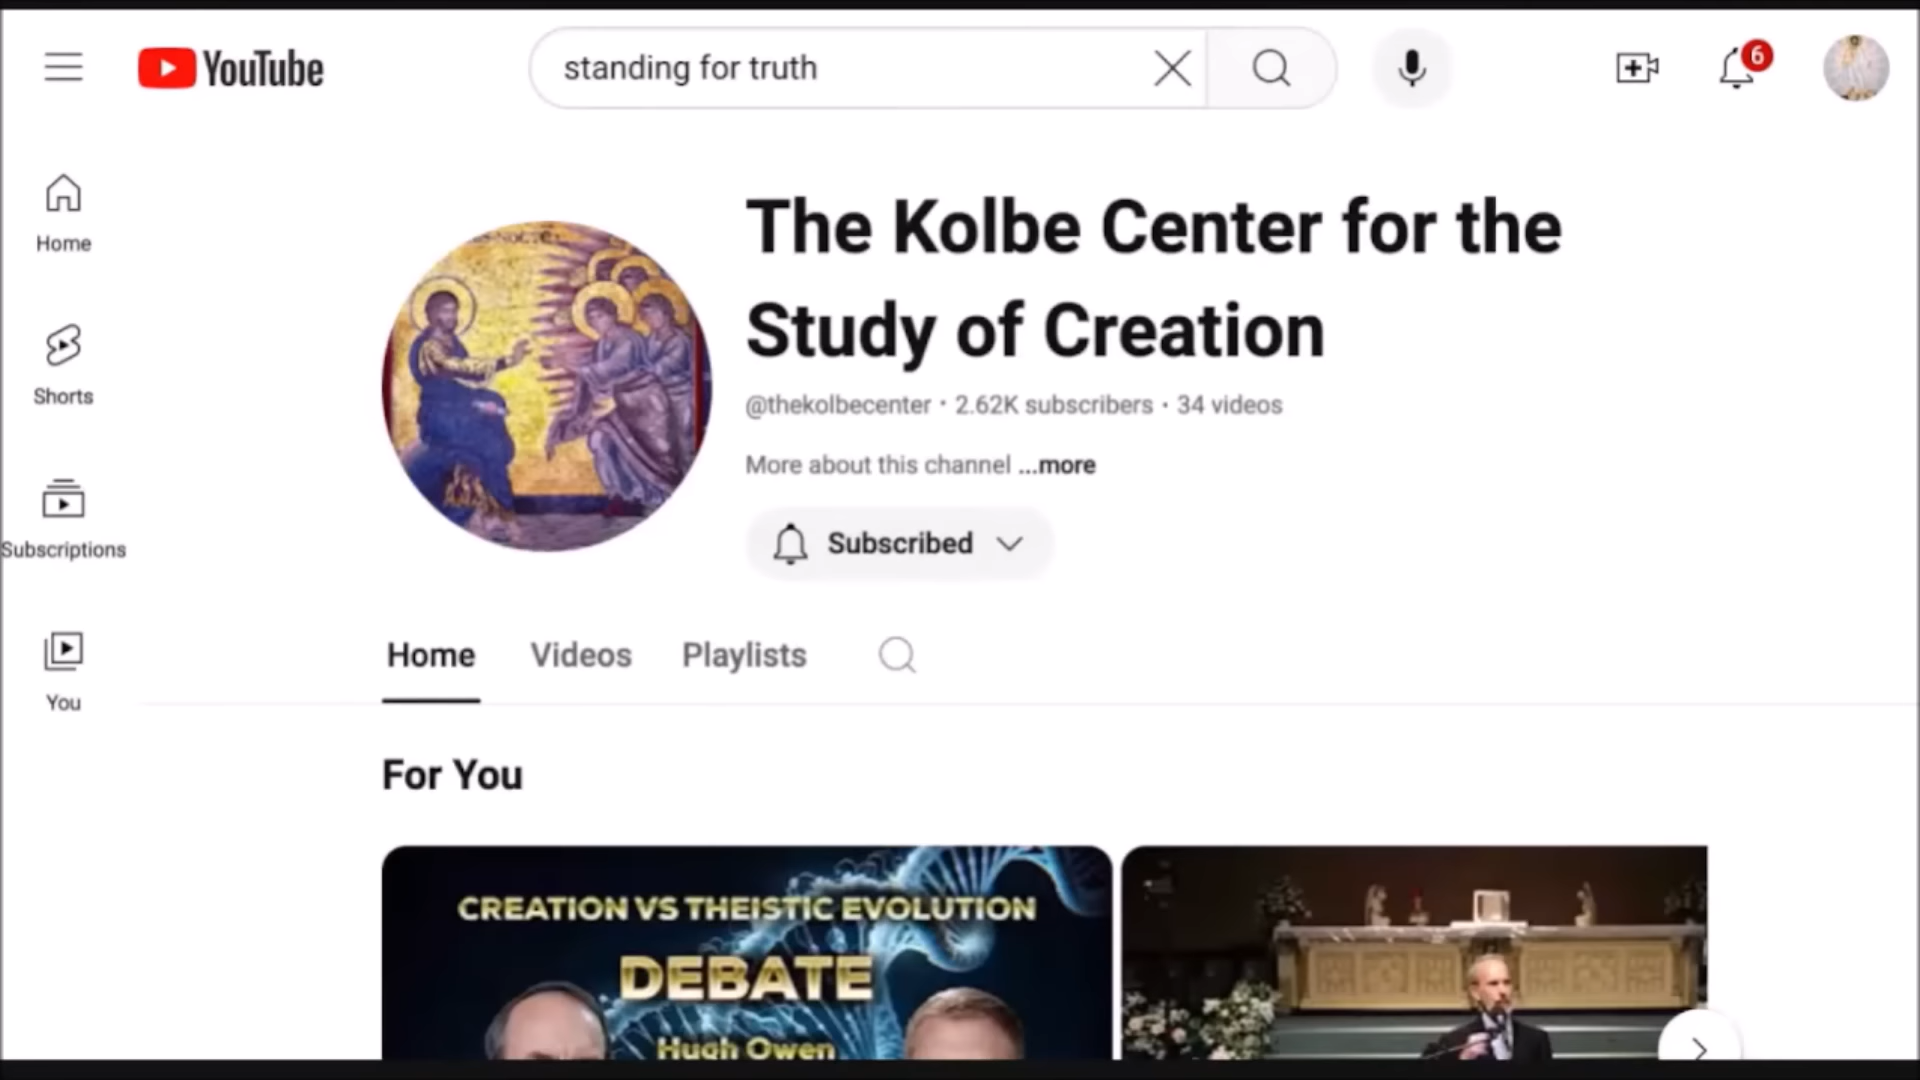 YouTube
standing for truth
6
Home
Shorts
Subscriptions
You
The Kolbe Center for the
Study of Creation
@thekolbecenter · 2.62K subscribers · 34 videos
More about this channel ...more
Subscribed
Home Videos Playlists
For You
CREATION VS THEISTIC EVOLUTION
DEBATE
Hugh Owen